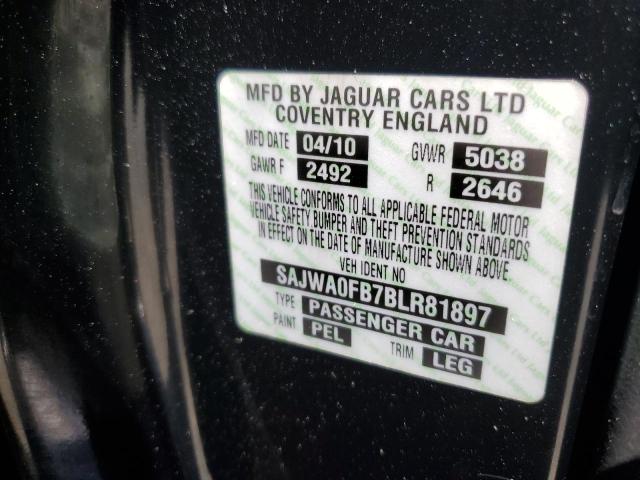 MFD BY JAGUAR CARS LTD
COVENTRY ENGLAND
MFD DATE 04/10 GVWR 5038
GAWR F 2492 R 2646
THIS VEHICLE CONFORMS TO ALL APPLICABLE FEDERAL MOTOR
VEHICLE SAFETY BUMPER AND THEFT PREVENTION STANDARDS
IN EFFECT ON THE DATE OF MANUFACTURE SHOWN ABOVE.
VEH IDENT NO
SAJWA0FB7BLR81897
TYPE PASSENGER CAR
PAINT PEL TRIM LEG